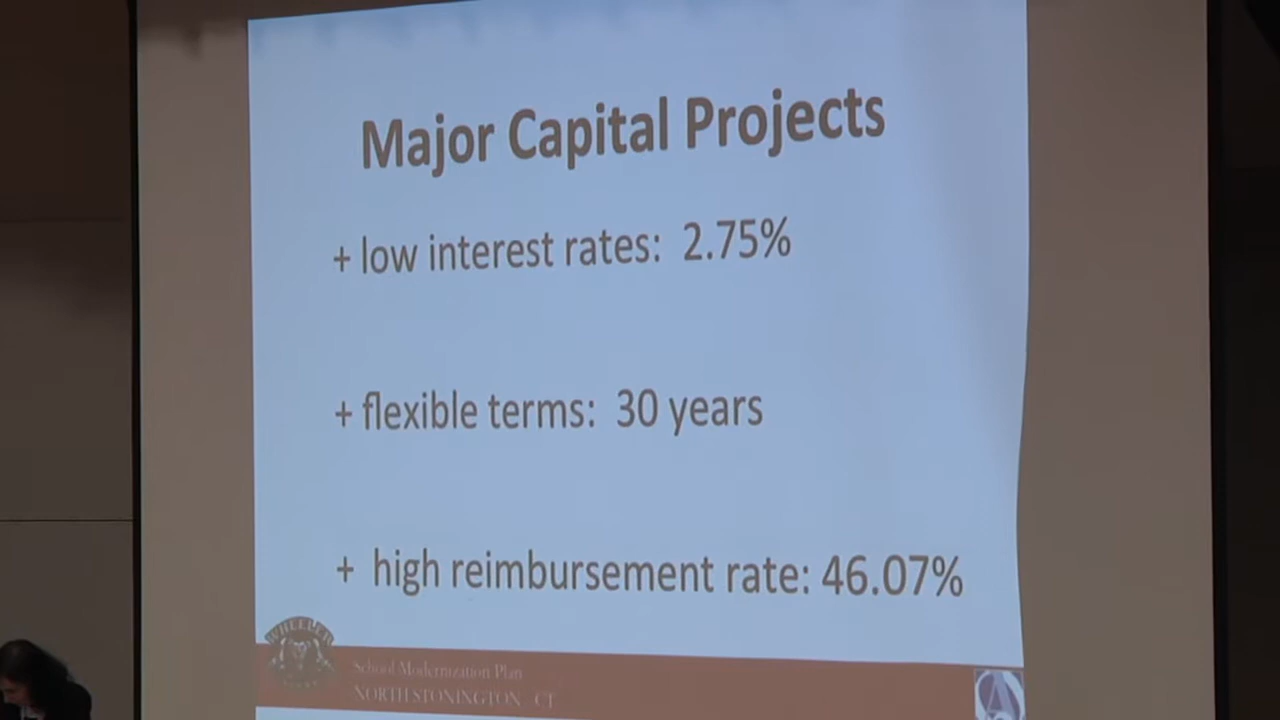 Major Capital Projects
+ low interest rates: 2.75%
+ flexible terms: 30 years
+ high reimbursement rate: 46.07%
WHEELER
School Modernization Plan
NORTH STONINGTON CT